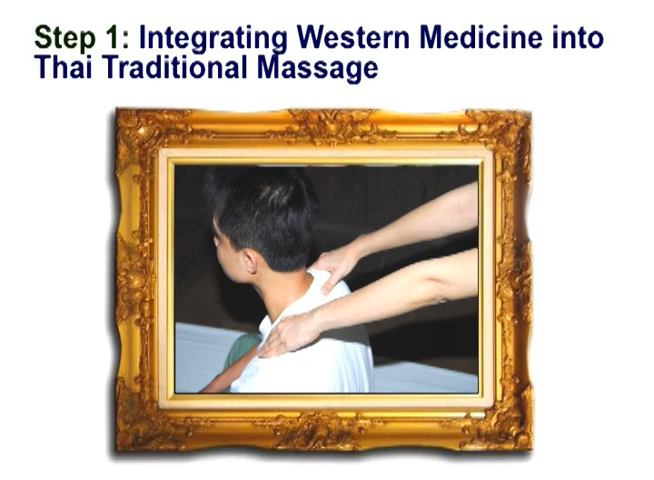 Step 1: Integrating Western Medicine into
Thai Traditional Massage